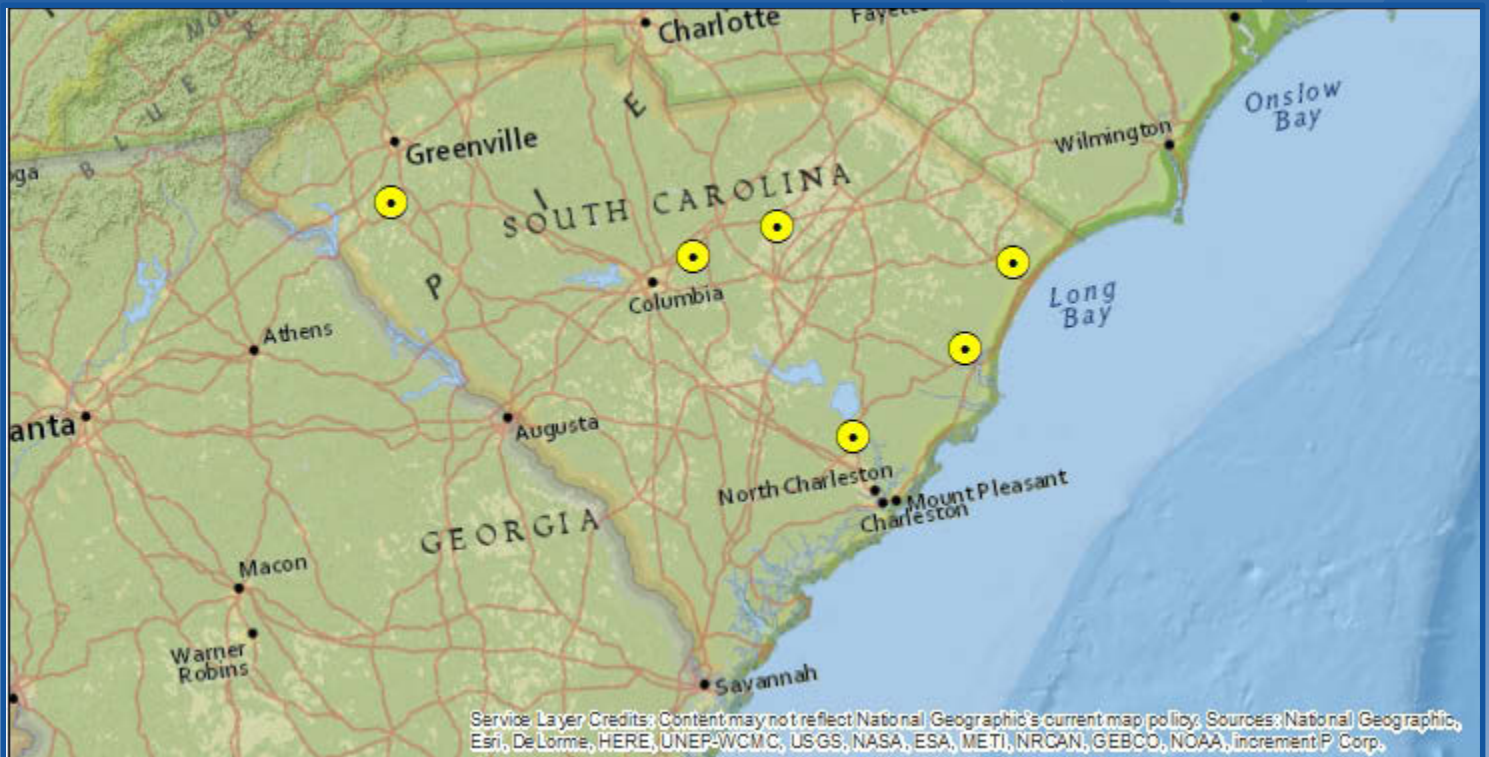 Charlotte
Greenville
Wilmington
Onslow
Bay
BLUE
SOUTH CAROLINA
P I E
Columbia
Long
Bay
Athens
anta
Augusta
North Charleston
Mount Pleasant
Charleston
GEORGIA
Macon
Warner
Robins
Savannah
Service Layer Credits: Content may not reflect National Geographic's current map policy. Sources: National Geographic,
Esri, DeLorme, HERE, UNEP-WCMC, USGS, NASA, ESA, METI, NRCAN, GEBCO, NOAA, increment P Corp.